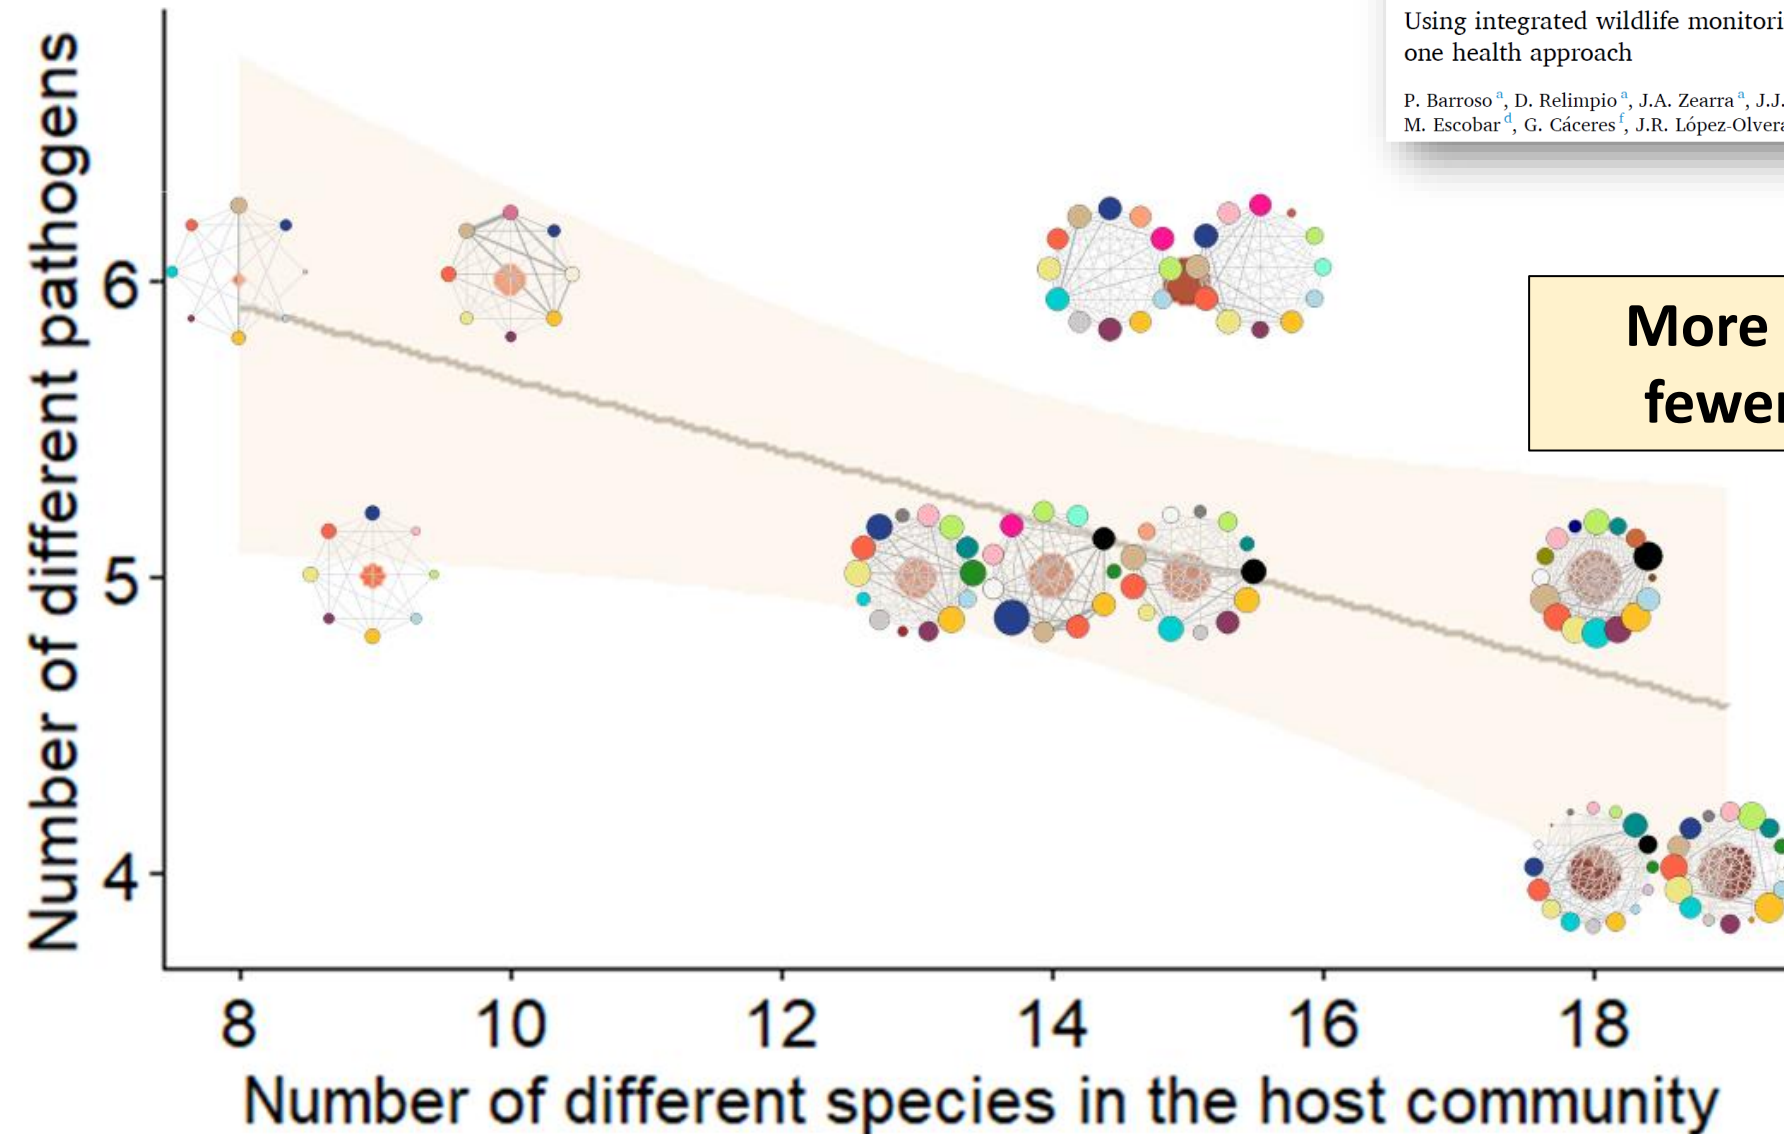 Using integrated wildlife monitori
one health approach
P. Barroso a, D. Relimpio a, J.A. Zearra a, J.J.
M. Escobar d, G. Cáceres f, J.R. López-Olvera
More
fewer
Number of different pathogens
6
5
4
8 10 12 14 16 18
Number of different species in the host community